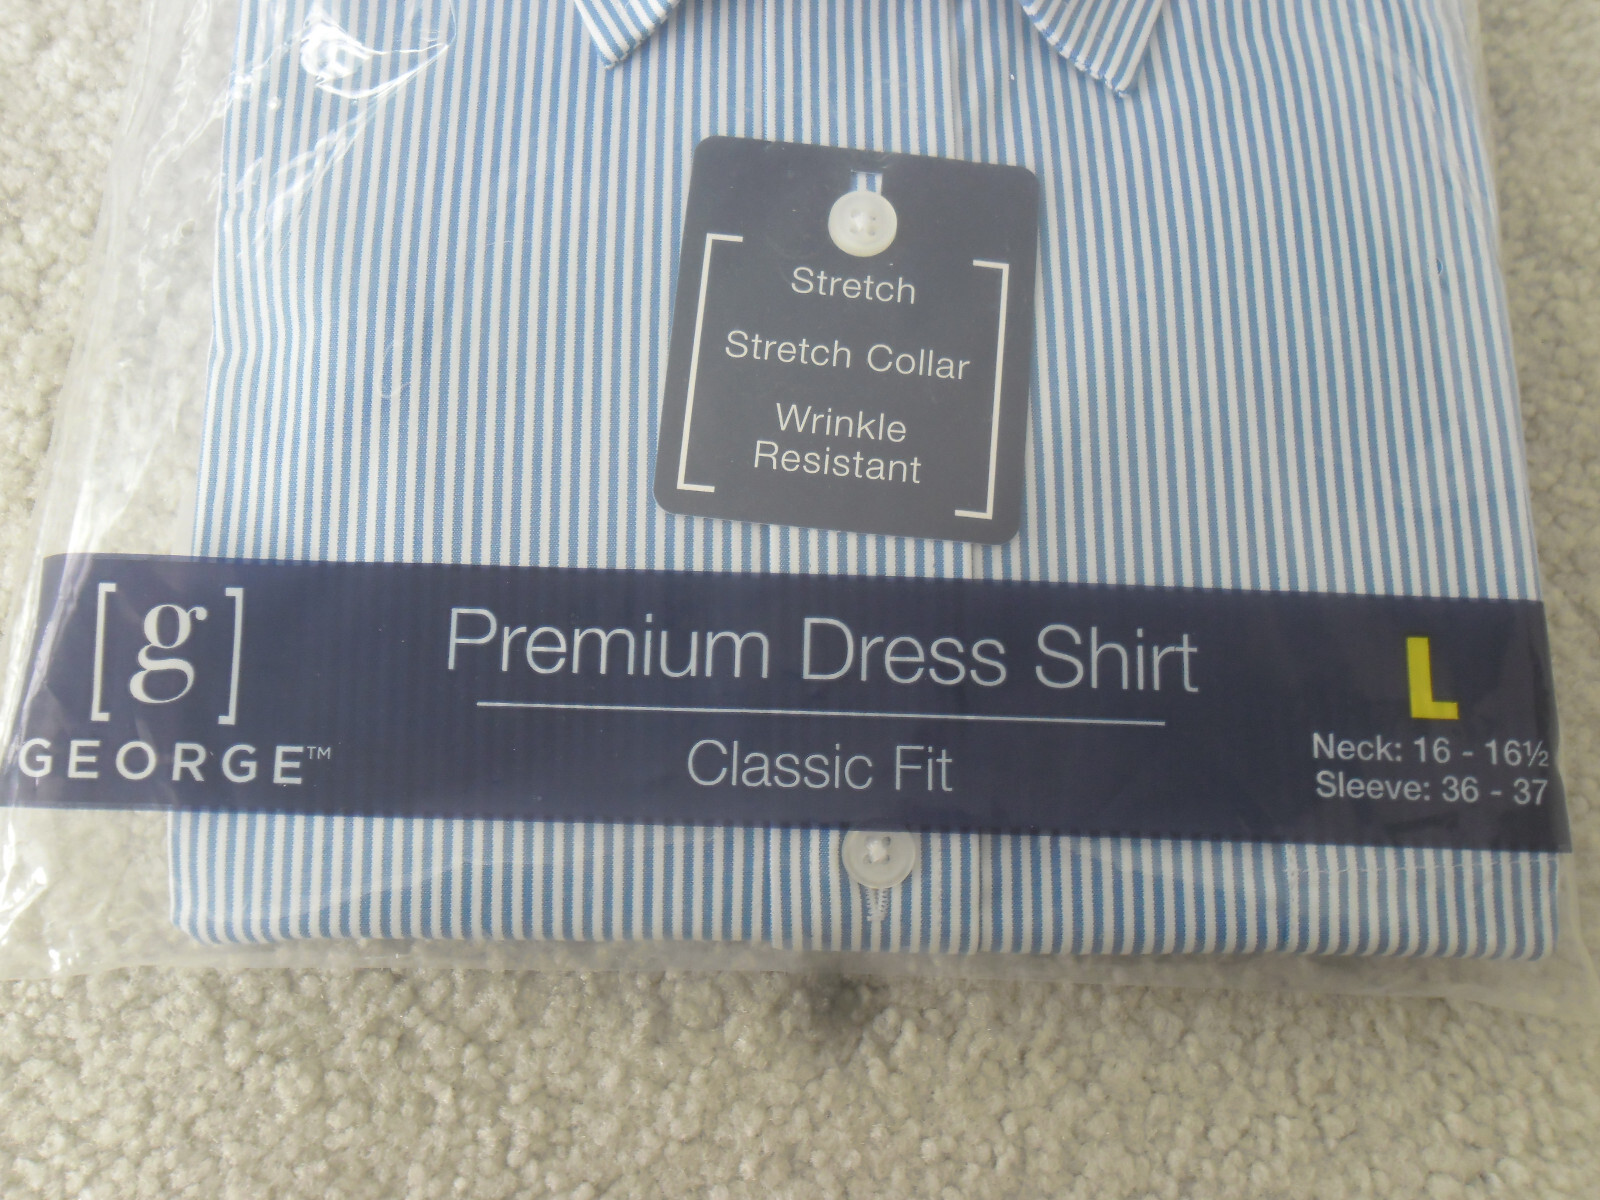 Stretch
Stretch Collar
Wrinkle
Resistant
[g]
GEORGE™
Premium Dress Shirt
Classic Fit
L
Neck: 16 - 16½
Sleeve: 36 - 37